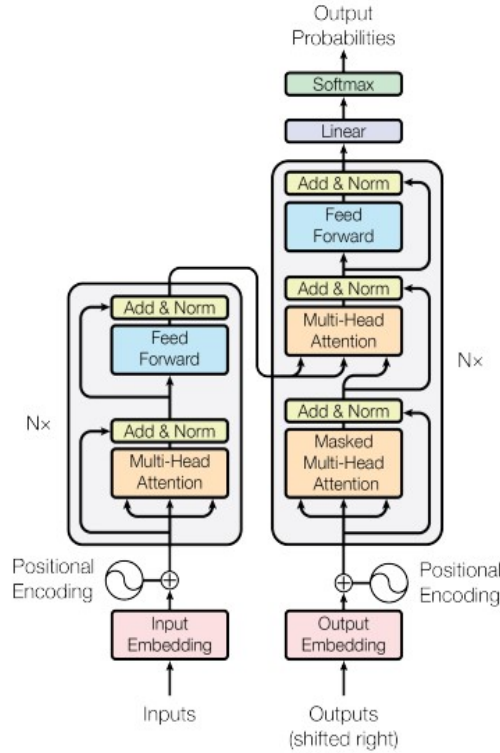 Output
Probabilities
Softmax
Linear
Add & Norm
Feed
Forward
Add & Norm
Multi-Head
Attention
Add & Norm
Masked
Multi-Head
Attention
N×
Add & Norm
Feed
Forward
Add & Norm
Multi-Head
Attention
N×
Positional
Encoding
Positional
Encoding
Input
Embedding
Output
Embedding
Inputs
Outputs
(shifted right)